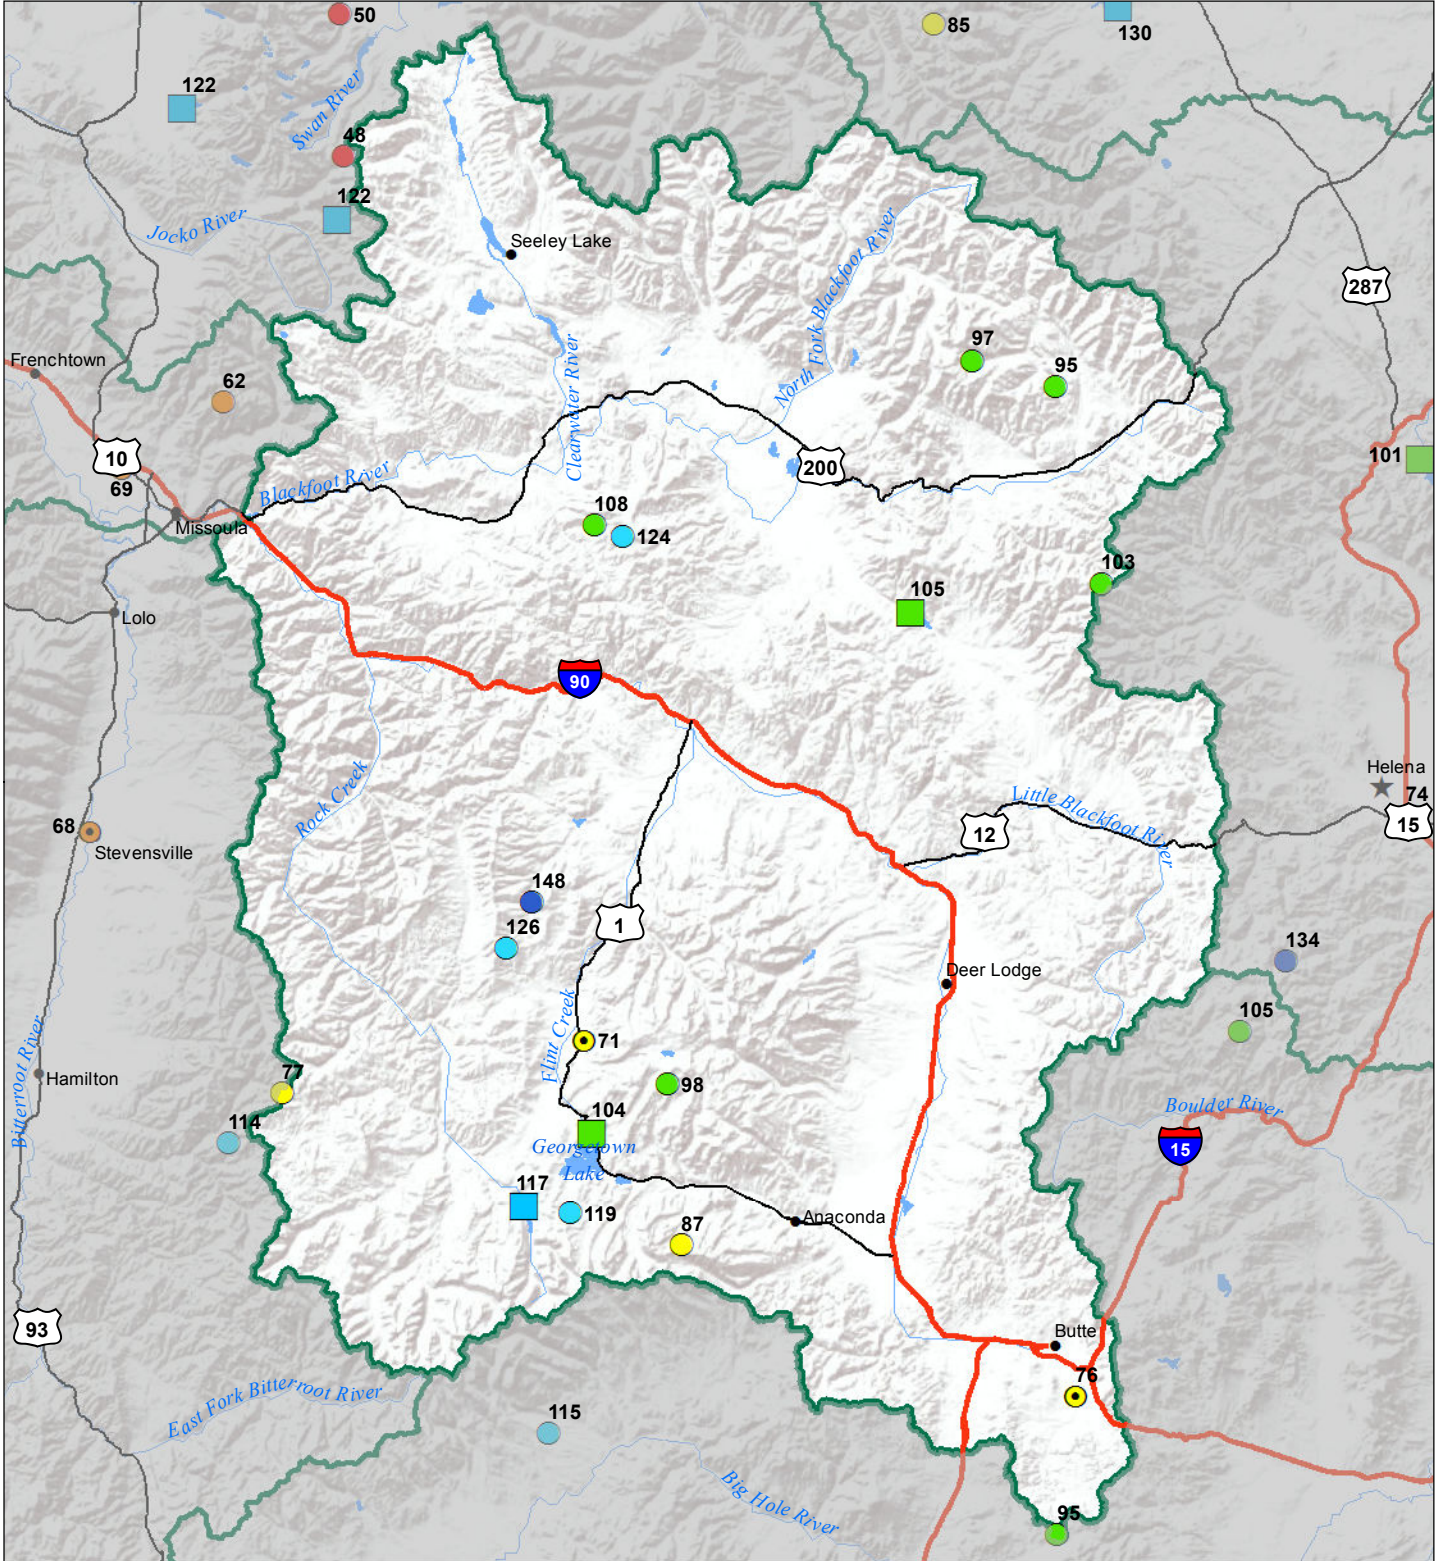 50
85
130
122
Swan River
48
122
Jocko River
Seeley Lake
287
North Fork Blackfoot River
97
Frenchtown
95
62
Clearwater River
10
101
200
Blackfoot River
69
108
Missoula
124
103
105
Lolo
90
Rock Creek
Helena
Little Blackfoot River
74
15
12
68
Stevensville
148
1
126
134
Deer Lodge
Flint Creek
105
71
Bitterroot River
77
Hamilton
98
Boulder River
104
114
15
Georgetown
Lake
117
119
Anaconda
87
93
Butte
76
East Fork Bitterroot River
115
Big Hole River
95